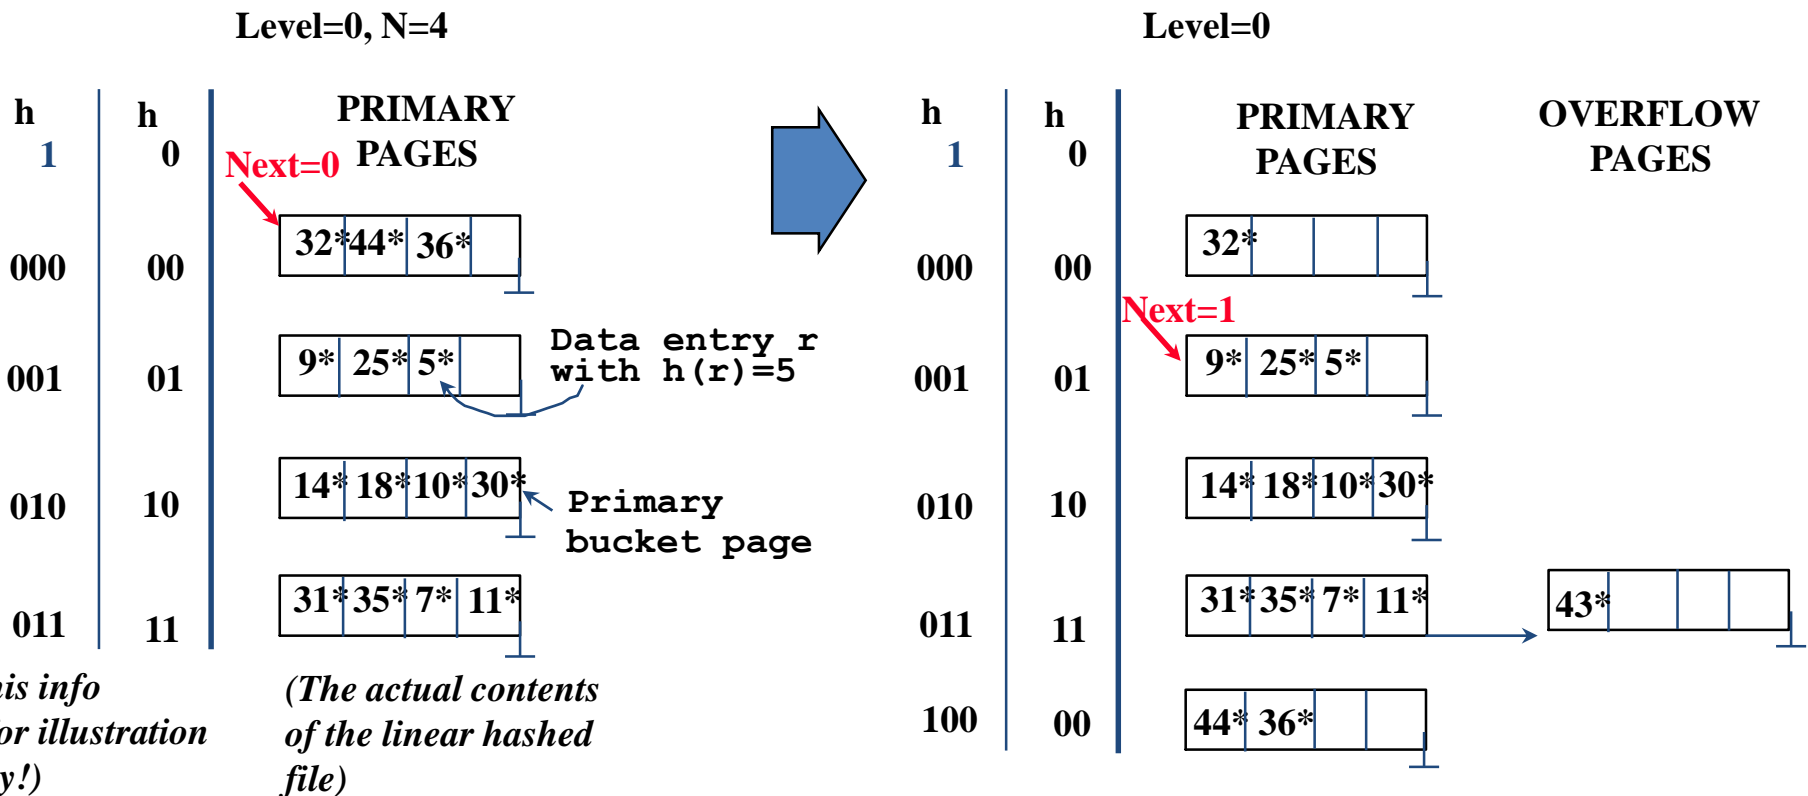 Level=0, N=4
h
1
h
0
PRIMARY
PAGES
Next=0
000
00
32* 44* 36*
001
01
9* 25* 5*
Data entry r
with h(r)=5
010
10
14* 18* 10* 30*
Primary
bucket page
011
11
31* 35* 7* 11*
his info
or illustration
y!)
(The actual contents
of the linear hashed
file)
Level=0
h
1
h
0
PRIMARY
PAGES
OVERFLOW
PAGES
000
00
32*
Next=1
001
01
9* 25* 5*
010
10
14* 18* 10* 30*
011
11
31* 35* 7* 11*
43*
100
00
44* 36*